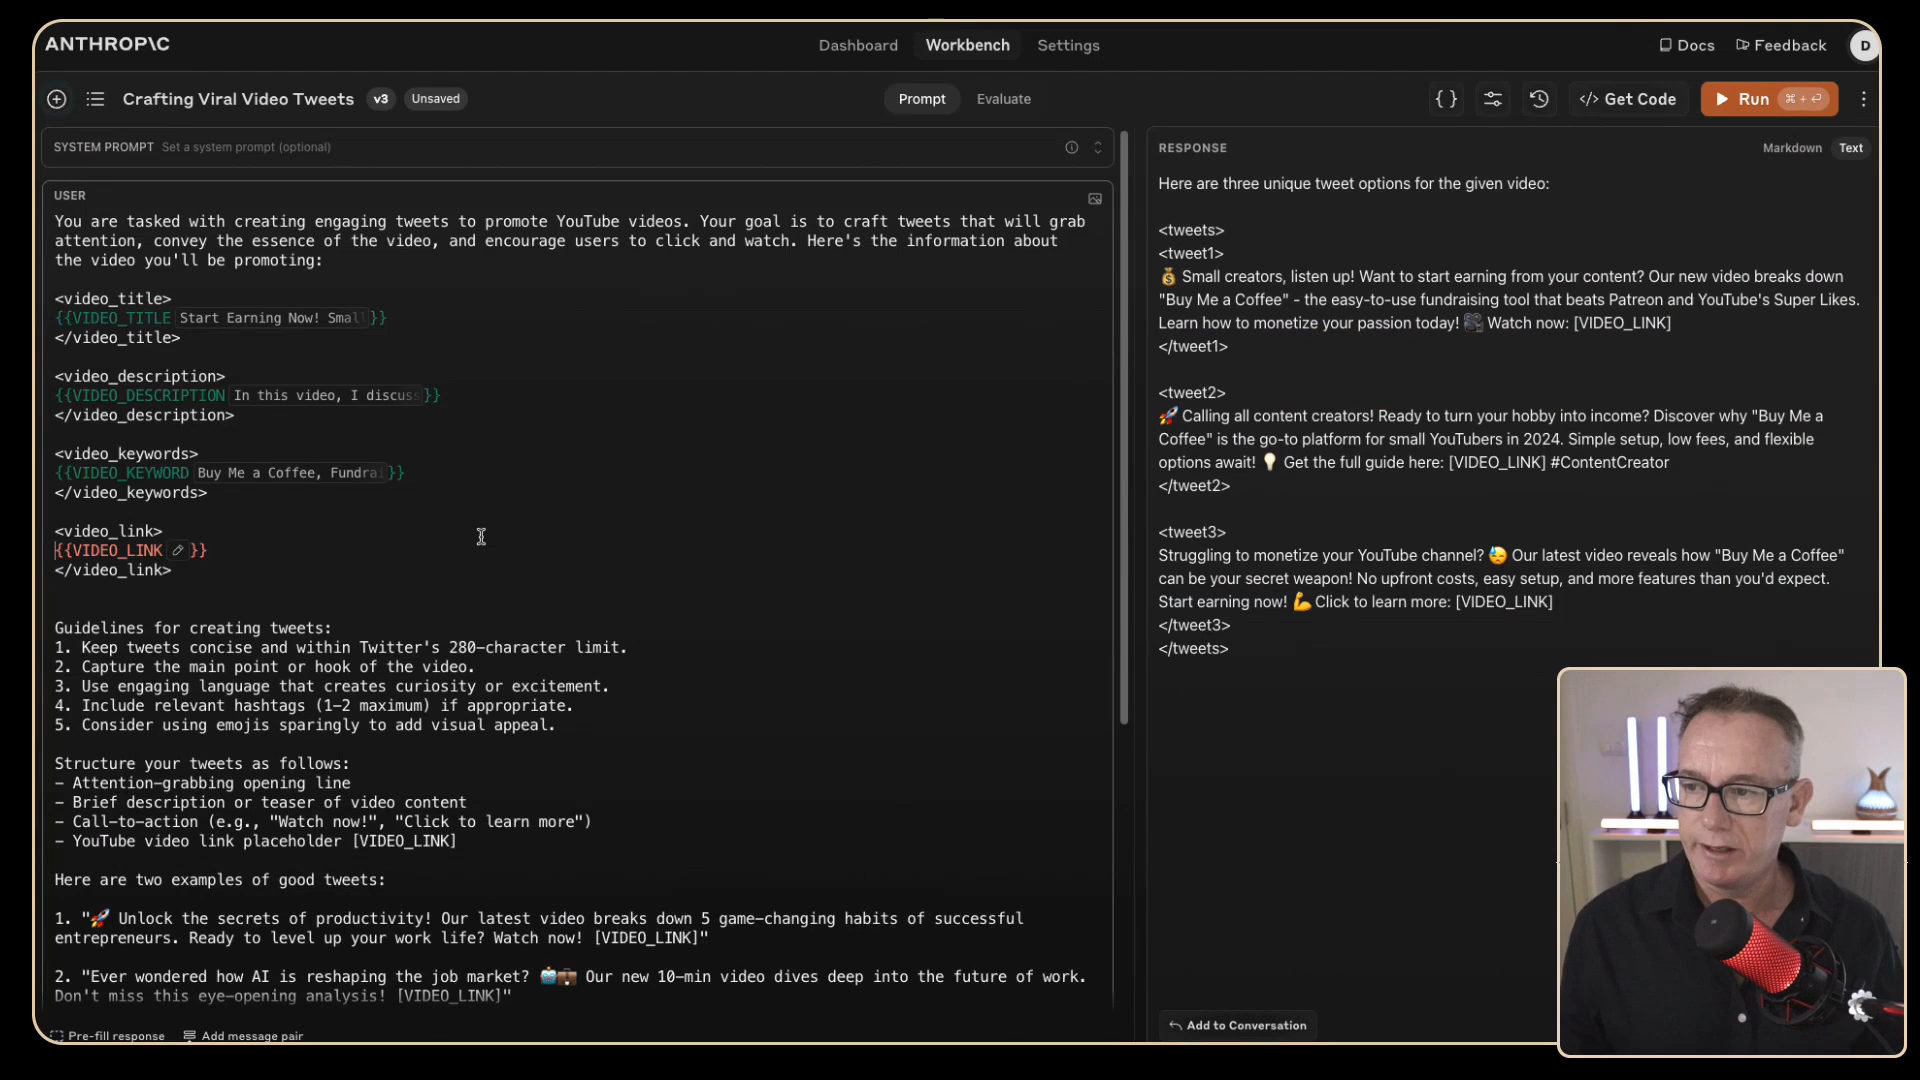 ANTHROP\C
Dashboard
Workbench
Settings
Docs
Feedback
D
Crafting Viral Video Tweets
v3
Unsaved
Prompt
Evaluate
{ }
</> Get Code
Run ⌘ + ⏎
SYSTEM PROMPT Set a system prompt (optional)
USER
You are tasked with creating engaging tweets to promote YouTube videos. Your goal is to craft tweets that will grab
attention, convey the essence of the video, and encourage users to click and watch. Here's the information about
the video you'll be promoting:
<video_title>
{{VIDEO_TITLE Start Earning Now! Smal}}
</video_title>
<video_description>
{{VIDEO_DESCRIPTION In this video, I discuss}}
</video_description>
<video_keywords>
{{VIDEO_KEYWORD Buy Me a Coffee, Fundrai}}
</video_keywords>
<video_link>
{{VIDEO_LINK }}
</video_link>
Guidelines for creating tweets:
1. Keep tweets concise and within Twitter's 280-character limit.
2. Capture the main point or hook of the video.
3. Use engaging language that creates curiosity or excitement.
4. Include relevant hashtags (1-2 maximum) if appropriate.
5. Consider using emojis sparingly to add visual appeal.
Structure your tweets as follows:
- Attention-grabbing opening line
- Brief description or teaser of video content
- Call-to-action (e.g., "Watch now!", "Click to learn more")
- YouTube video link placeholder [VIDEO_LINK]
Here are two examples of good tweets:
1. "🚀 Unlock the secrets of productivity! Our latest video breaks down 5 game-changing habits of successful
entrepreneurs. Ready to level up your work life? Watch now! [VIDEO_LINK]"
2. "Ever wondered how AI is reshaping the job market? 🤖💼 Our new 10-min video dives deep into the future of work.
Don't miss this eye-opening analysis! [VIDEO_LINK]"
Pre-fill response
Add message pair
RESPONSE
Markdown
Text
Here are three unique tweet options for the given video:
<tweets>
<tweet1>
💰 Small creators, listen up! Want to start earning from your content? Our new video breaks down
"Buy Me a Coffee" - the easy-to-use fundraising tool that beats Patreon and YouTube's Super Likes.
Learn how to monetize your passion today! 🎥 Watch now: [VIDEO_LINK]
</tweet1>
<tweet2>
🚀 Calling all content creators! Ready to turn your hobby into income? Discover why "Buy Me a
Coffee" is the go-to platform for small YouTubers in 2024. Simple setup, low fees, and flexible
options await! 💡 Get the full guide here: [VIDEO_LINK] #ContentCreator
</tweet2>
<tweet3>
Struggling to monetize your YouTube channel? 😓 Our latest video reveals how "Buy Me a Coffee"
can be your secret weapon! No upfront costs, easy setup, and more features than you'd expect.
Start earning now! 💪 Click to learn more: [VIDEO_LINK]
</tweet3>
</tweets>
Add to Conversation